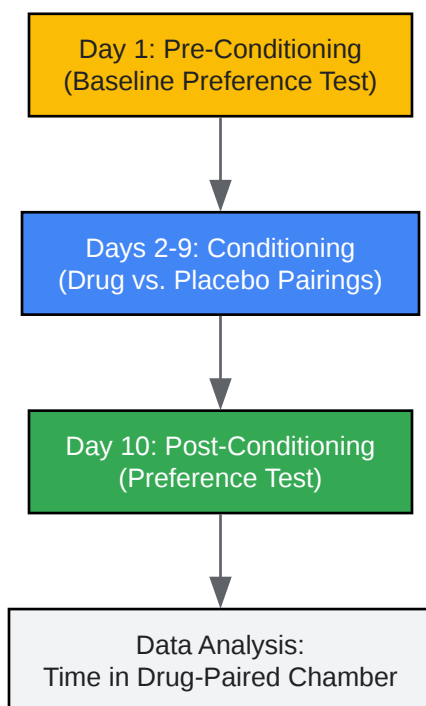 Day 1: Pre-Conditioning
(Baseline Preference Test)
Days 2-9: Conditioning
(Drug vs. Placebo Pairings)
Day 10: Post-Conditioning
(Preference Test)
Data Analysis:
Time in Drug-Paired Chamber